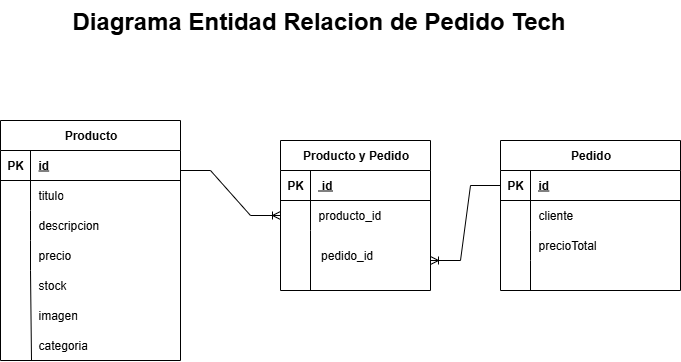 Diagrama Entidad Relacion de Pedido Tech
Producto
PK id
titulo
descripcion
precio
stock
imagen
categoria
Producto y Pedido
PK id
producto_id
pedido_id
Pedido
PK id
cliente
precioTotal